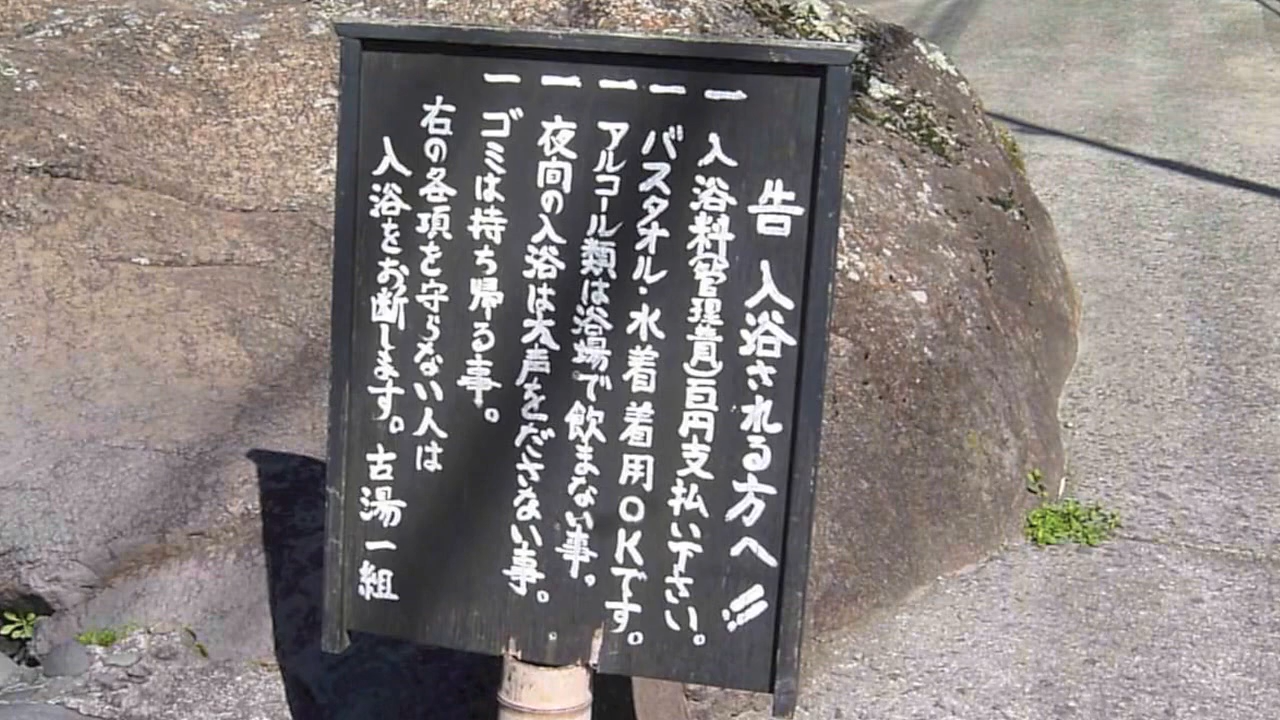 告 入浴される方へ!!
一 入浴料(管理費)百円支払い下さい。
一 バスタオル・水着着用OKです。
一 アルコール類は浴場で飲まない事。
一 夜間の入浴は大声をださない事。
一 ゴミは持ち帰る事。
右の各項を守らない人は
入浴をお断します。古湯一組